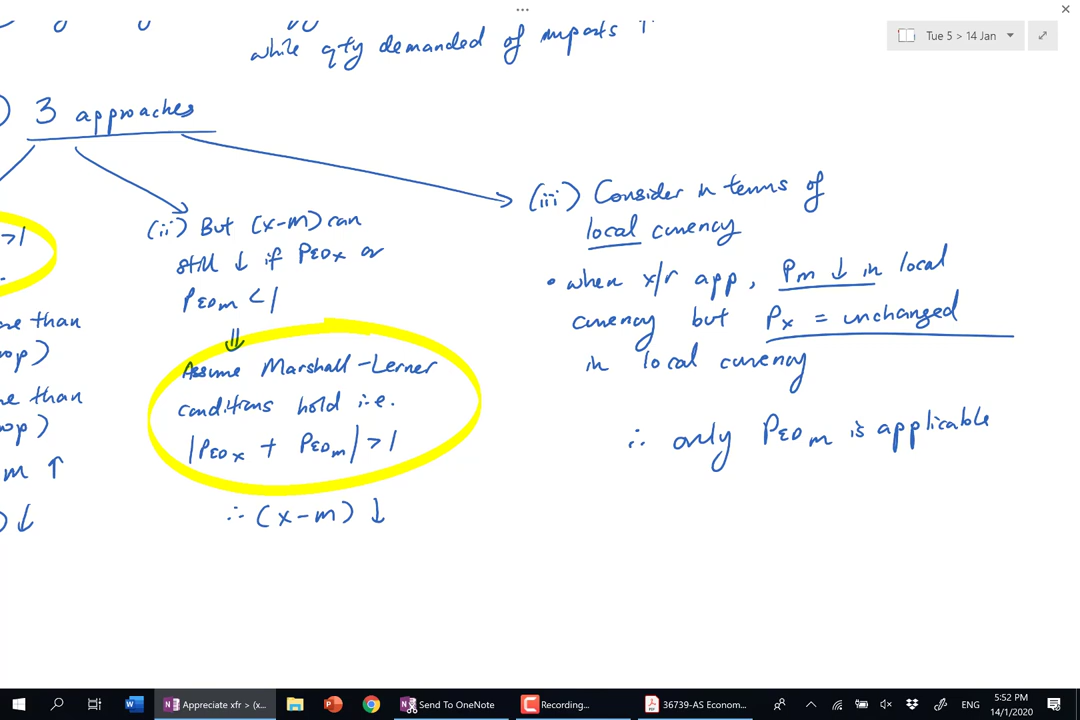 while qty demanded of imports ↑
Tue 5 > 14 Jan
3 approaches
>1
(ii) But (x-m) can
still ↓ if PEDx or
PEDm < 1
⇓
Assume Marshall-Lerner
conditions hold i.e.
|PEDx + PEDm| > 1
∴ (x-m) ↓
(iii) Consider in terms of
local currency
• when x/r app, Pm ↓ in local
currency but Px = unchanged
in local currency
∴ only PEDm is applicable
than
than
m ↑
) ↓
Appreciate xfr > (x...
Send To OneNote
Recording...
36739-AS Econom...
ENG
5:52 PM
14/1/2020